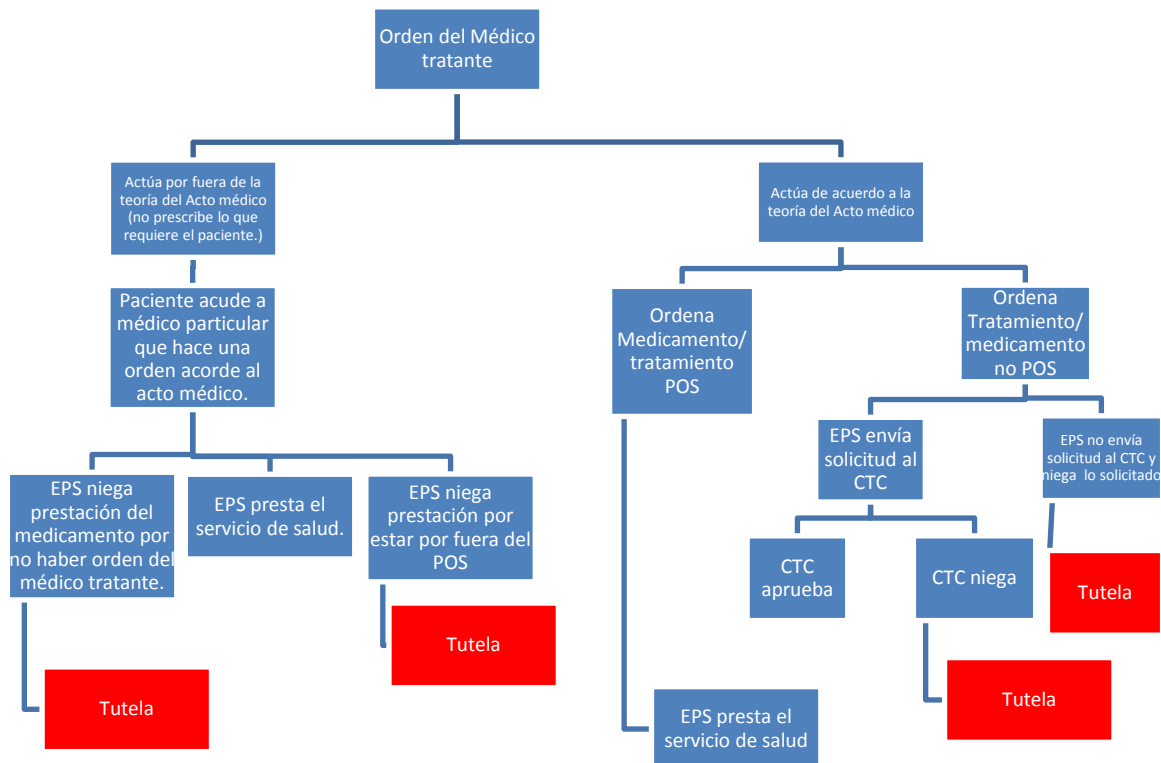 Orden del Médico
tratante
Actúa por fuera de la
teoría del Acto médico
(no prescribe lo que
requiere el paciente.)
Actúa de acuerdo a la
teoría del Acto médico
Paciente acude a
médico particular
que hace una
orden acorde al
acto médico.
Ordena
Medicamento/
tratamiento
POS
Ordena
Tratamiento/
medicamento
no POS
EPS niega
prestación del
medicamento por
no haber orden del
médico tratante.
EPS presta el
servicio de salud.
EPS niega
prestación por
estar por fuera del
POS
EPS envía
solicitud al
CTC
EPS no envía
solicitud al CTC y
niega lo solicitado
CTC
aprueba
CTC niega
Tutela
Tutela
Tutela
Tutela
EPS presta el
servicio de salud